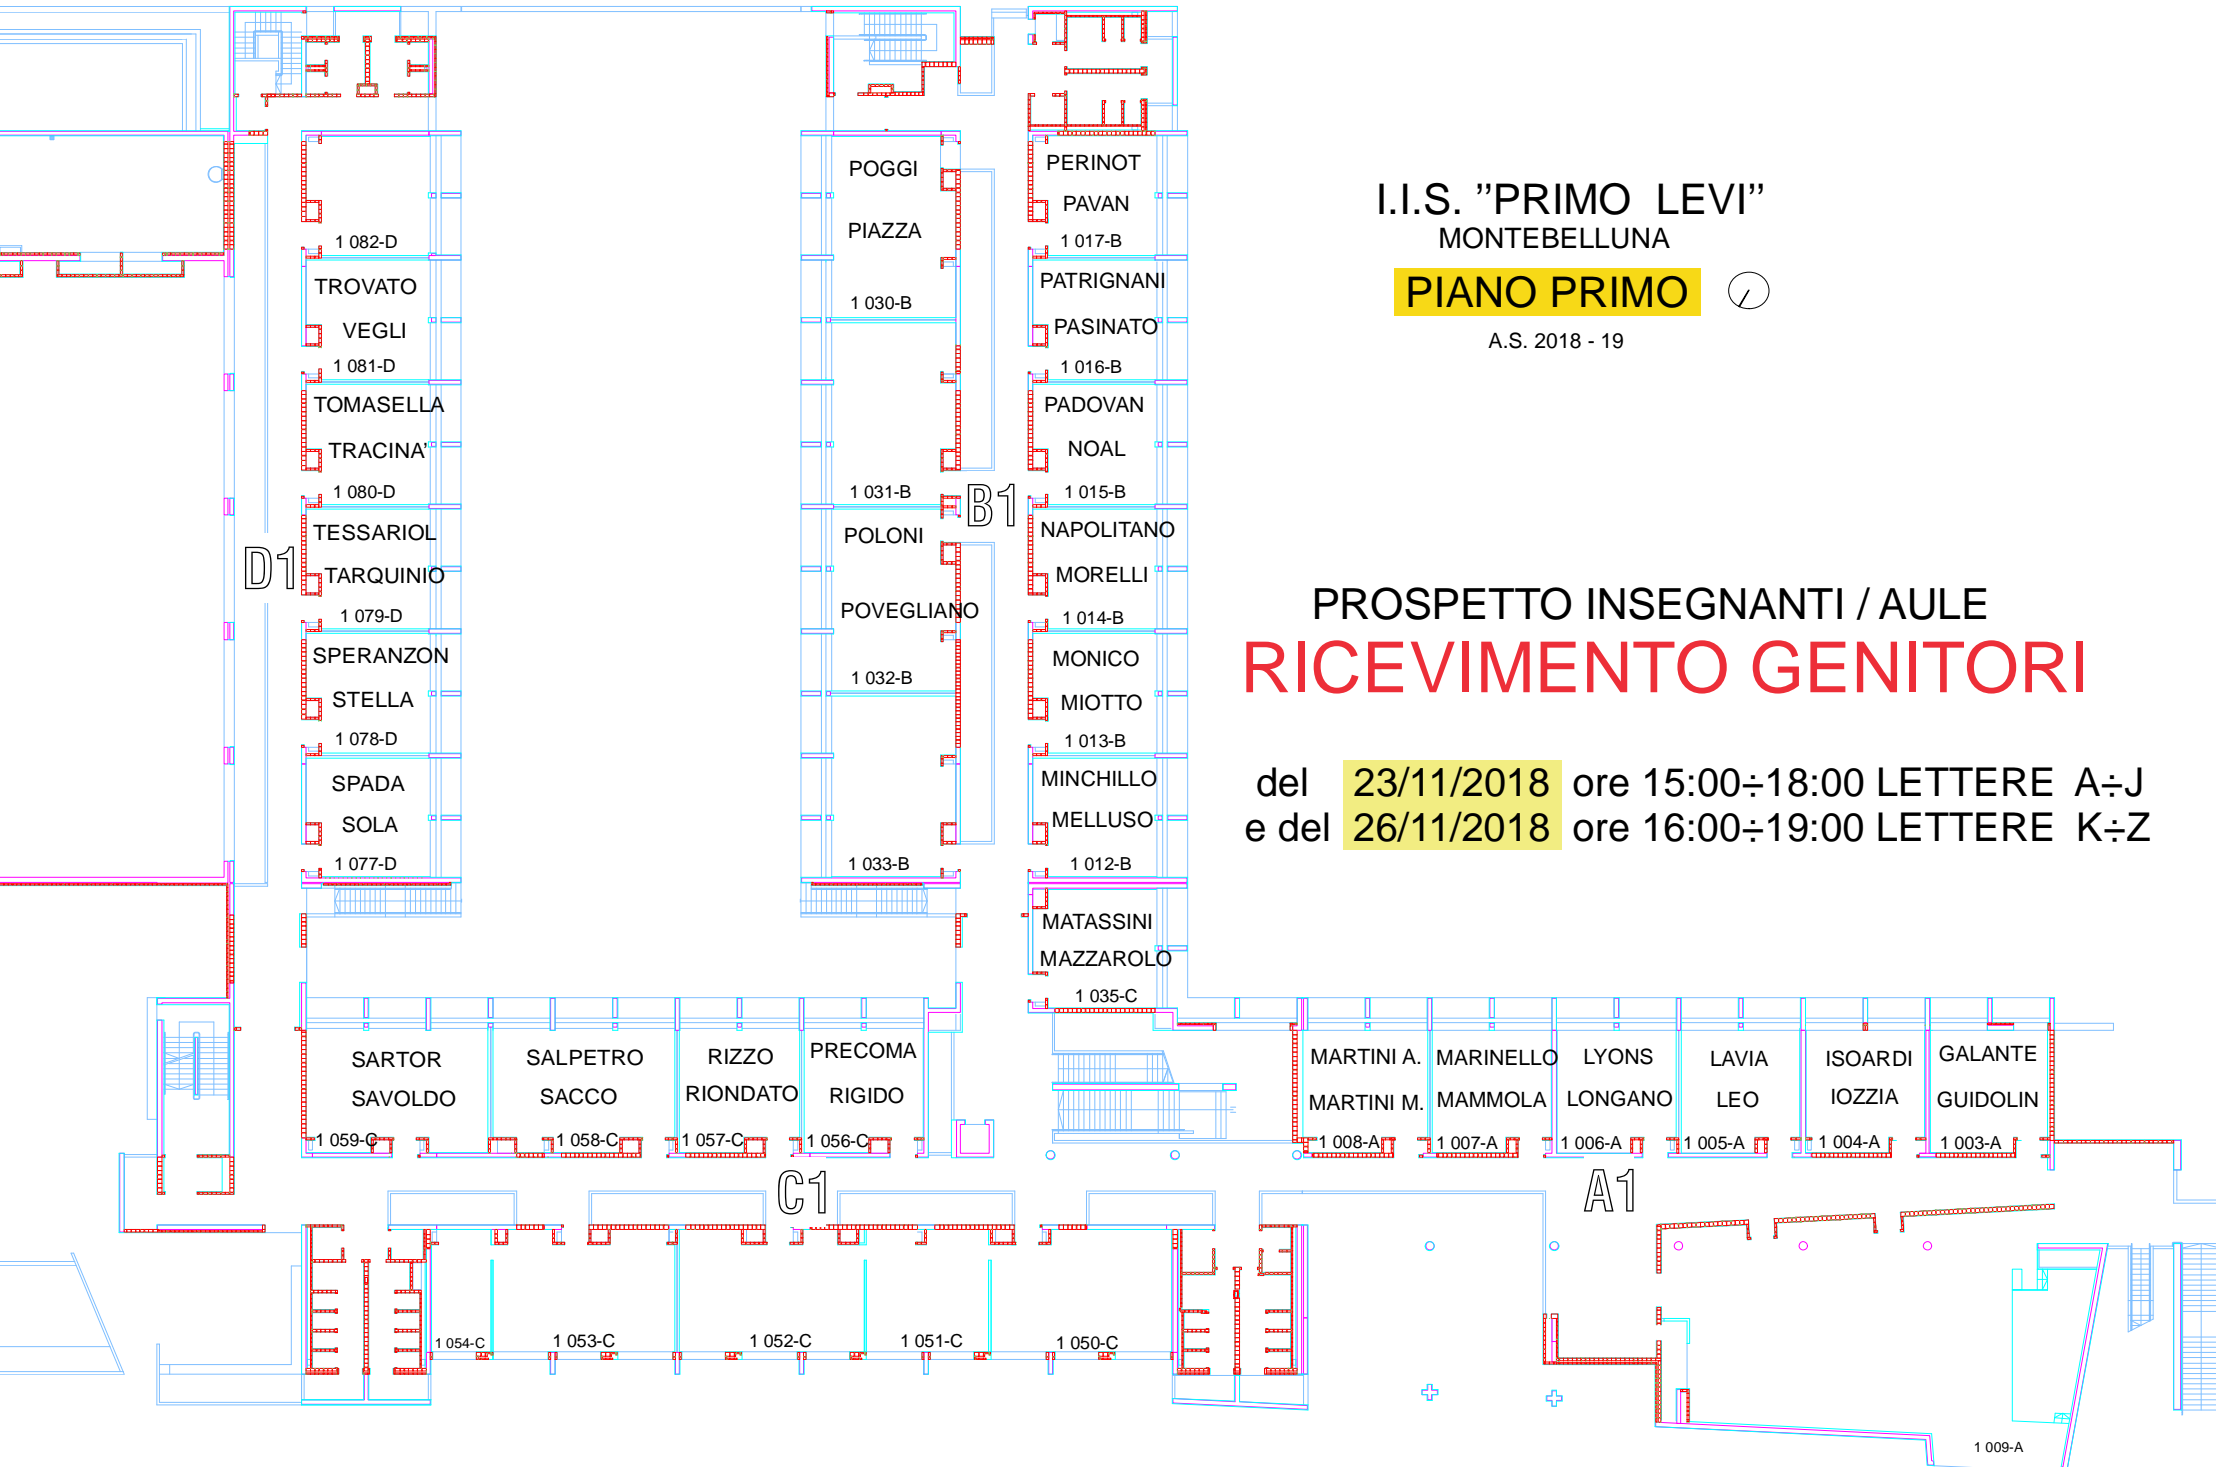 I.I.S. "PRIMO LEVI"
MONTEBELLUNA
PIANO PRIMO
A.S. 2018 - 19
PROSPETTO INSEGNANTI / AULE
RICEVIMENTO GENITORI
del 23/11/2018 ore 15:00÷18:00 LETTERE A÷J
e del 26/11/2018 ore 16:00÷19:00 LETTERE K÷Z
1 082-D
TROVATO
VEGLI
1 081-D
TOMASELLA
TRACINA'
1 080-D
D1
TESSARIOL
TARQUINIO
1 079-D
SPERANZON
STELLA
1 078-D
SPADA
SOLA
1 077-D
POGGI
PIAZZA
1 030-B
1 031-B
POLONI
POVEGLIANO
1 032-B
1 033-B
B1
PERINOT
PAVAN
1 017-B
PATRIGNANI
PASINATO
1 016-B
PADOVAN
NOAL
1 015-B
NAPOLITANO
MORELLI
1 014-B
MONICO
MIOTTO
1 013-B
MINCHILLO
MELLUSO
1 012-B
MATASSINI
MAZZAROLO
1 035-C
SARTOR
SAVOLDO
1 059-C
SALPETRO
SACCO
1 058-C
RIZZO
RIONDATO
1 057-C
PRECOMA
RIGIDO
1 056-C
MARTINI A.
MARTINI M.
1 008-A
MARINELLO
MAMMOLA
1 007-A
LYONS
LONGANO
1 006-A
LAVIA
LEO
1 005-A
ISOARDI
IOZZIA
1 004-A
GALANTE
GUIDOLIN
1 003-A
C1
A1
1 054-C
1 053-C
1 052-C
1 051-C
1 050-C
1 009-A